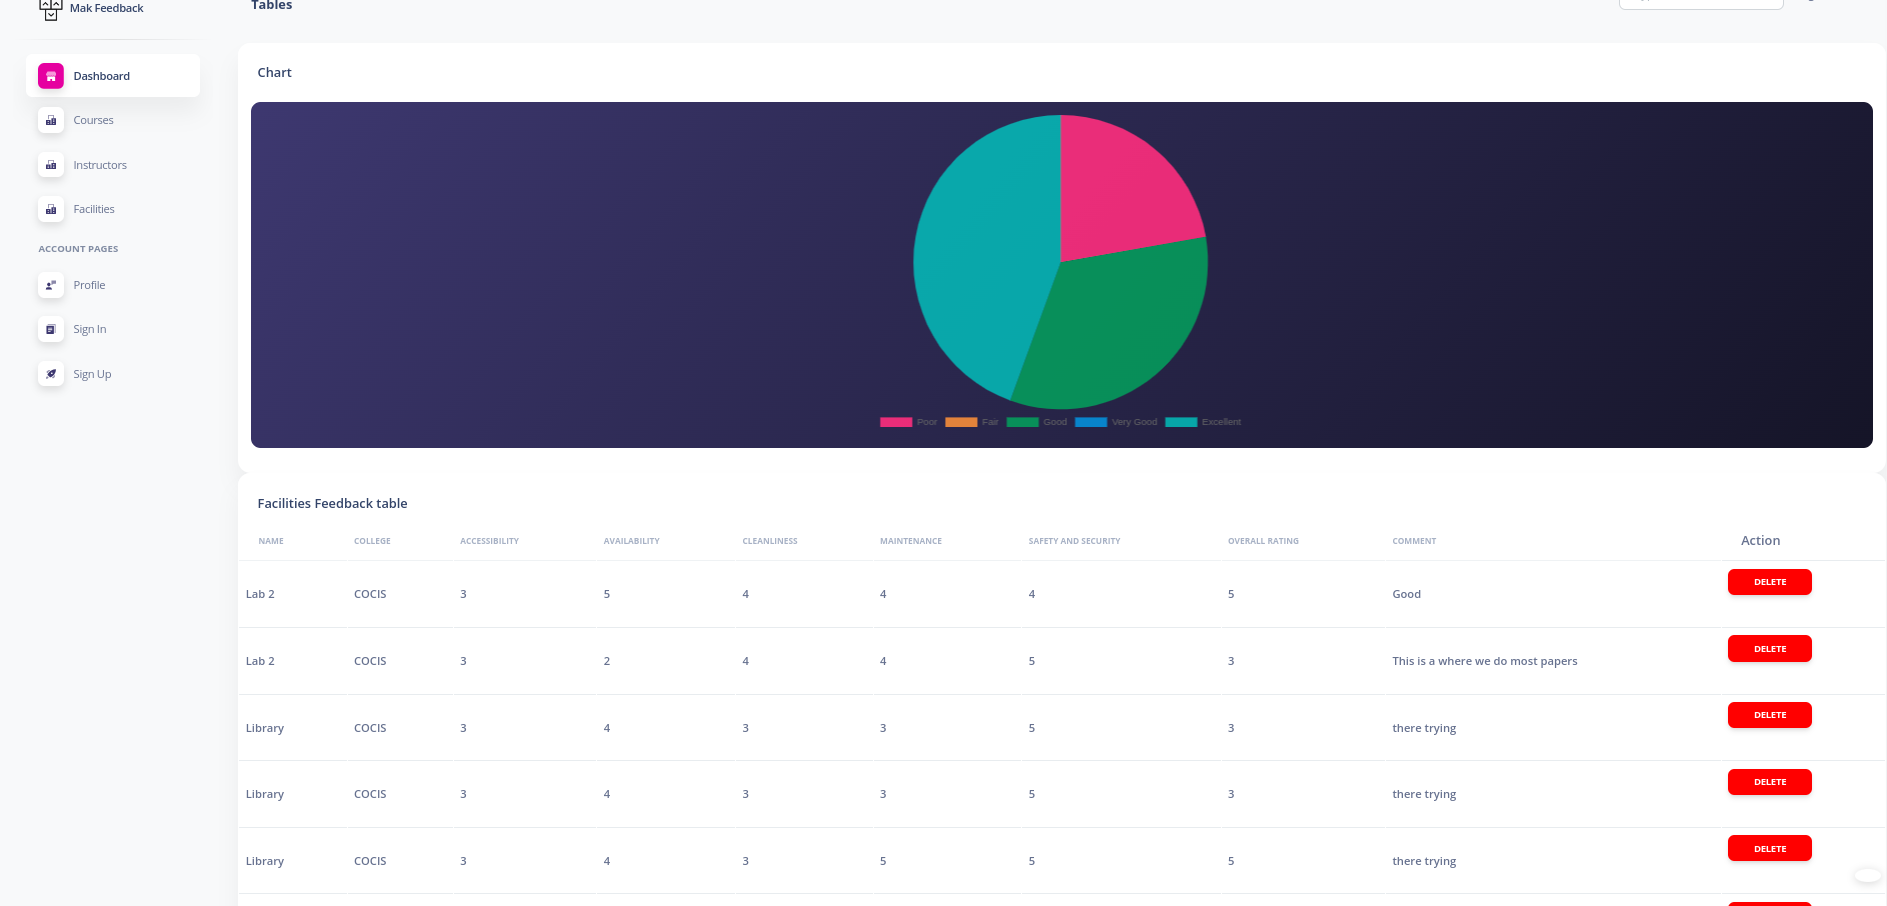 Mak Feedback
Tables
Dashboard
Courses
Instructors
Facilities
ACCOUNT PAGES
Profile
Sign In
Sign Up
Chart
Poor Fair Good Very Good Excellent
Facilities Feedback table
NAME COLLEGE ACCESSIBILITY AVAILABILITY CLEANLINESS MAINTENANCE SAFETY AND SECURITY OVERALL RATING COMMENT Action
Lab 2 COCIS 3 5 4 4 4 5 Good DELETE
Lab 2 COCIS 3 2 4 4 5 3 This is a where we do most papers DELETE
Library COCIS 3 4 3 3 5 3 there trying DELETE
Library COCIS 3 4 3 3 5 3 there trying DELETE
Library COCIS 3 4 3 5 5 5 there trying DELETE